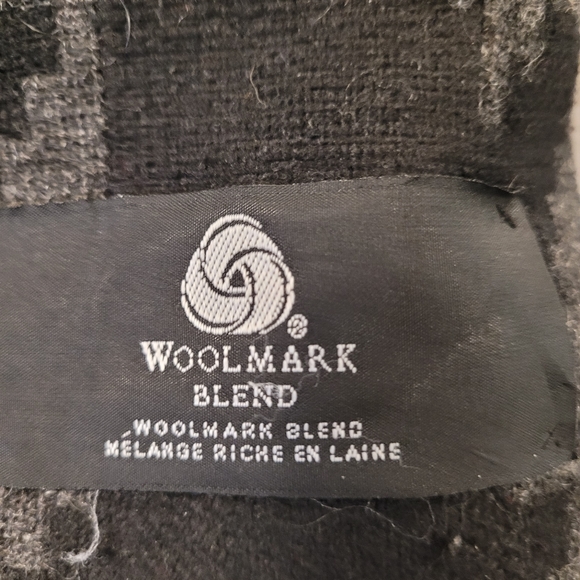 WOOLMARK
BLEND
WOOLMARK BLEND
MÉLANGE RICHE EN LAINE